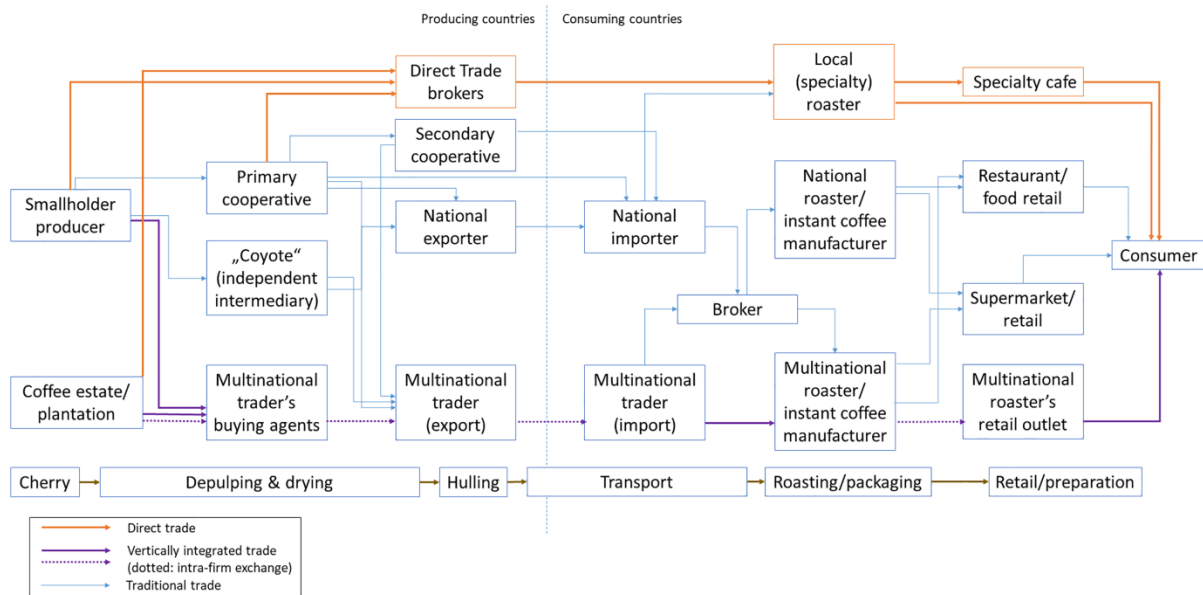 Producing countries
Consuming countries
Direct Trade
brokers
Local
(specialty)
roaster
Specialty cafe
Secondary
cooperative
Primary
cooperative
Smallholder
producer
National
exporter
National
importer
National
roaster/
instant coffee
manufacturer
Restaurant/
food retail
Consumer
„Coyote“
(independent
intermediary)
Broker
Supermarket/
retail
Coffee estate/
plantation
Multinational
trader’s
buying agents
Multinational
trader
(export)
Multinational
trader
(import)
Multinational
roaster/
instant coffee
manufacturer
Multinational
roaster’s
retail outlet
Cherry
Depulping & drying
Hulling
Transport
Roasting/packaging
Retail/preparation
Direct trade
Vertically integrated trade
(dotted: intra-firm exchange)
Traditional trade